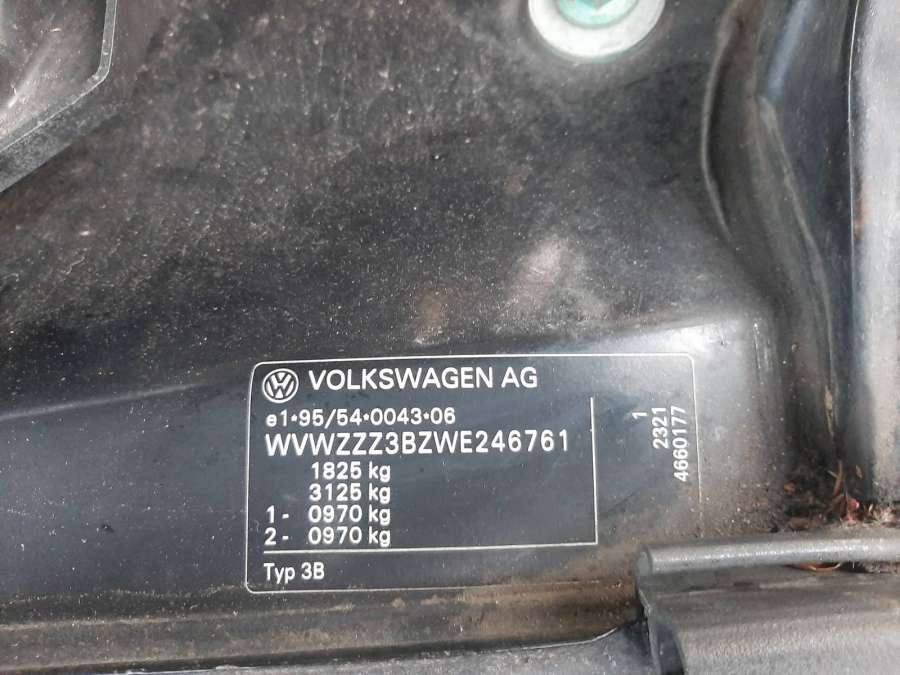 VOLKSWAGEN AG
e1*95/54*0043*06
WVWZZZ3BZWE246761
1825 kg
3125 kg
1- 0970 kg
2- 0970 kg
Typ 3B
1
2321
4660177